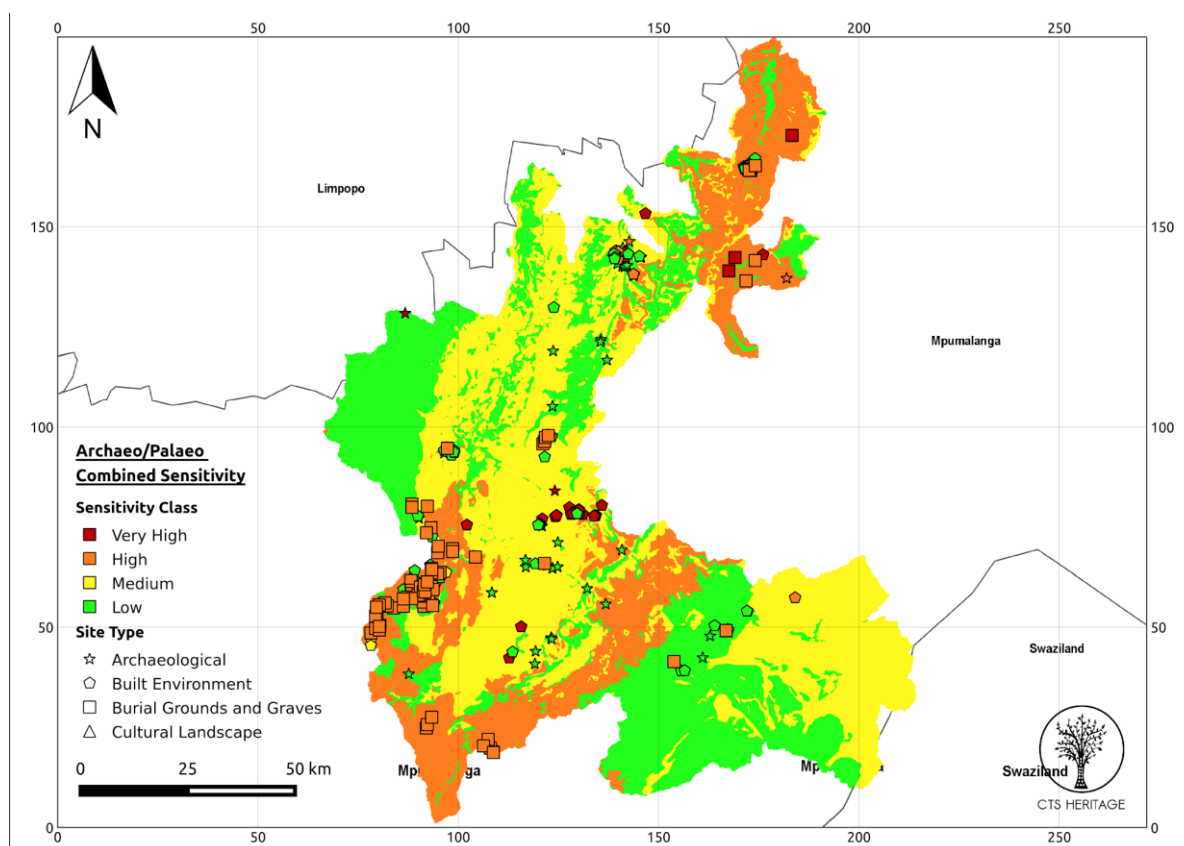 0 50 100 150 200 250
N
Limpopo
150 150
Mpumalanga
100 100
Archaeo/Palaeo
Combined Sensitivity
Sensitivity Class
Very High
High
Medium
Low
Site Type
Archaeological
Built Environment
Burial Grounds and Graves
Cultural Landscape
50 50
Swaziland
0 25 50 km
Swaziland
CTS HERITAGE
0 0
0 50 100 150 200 250